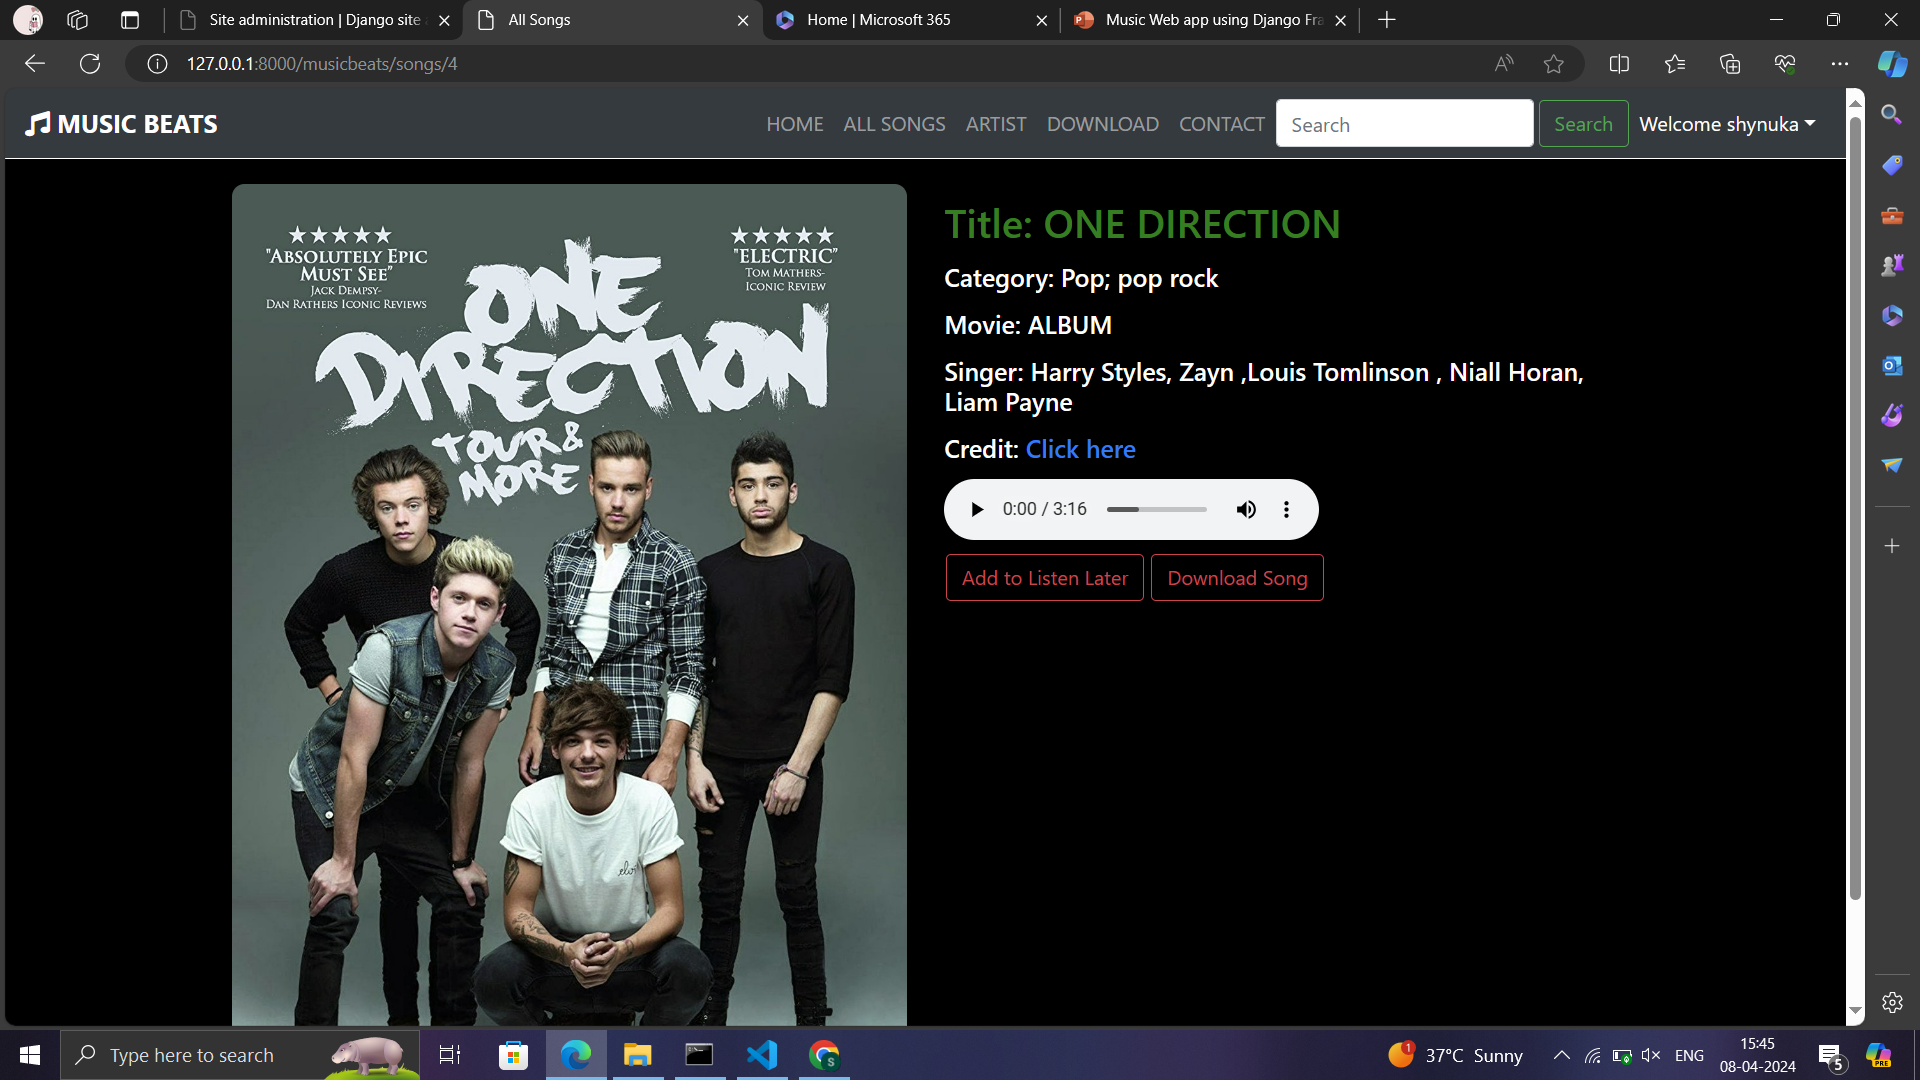 Site administration | Django site a
All Songs
Home | Microsoft 365
Music Web app using Django Fra
127.0.0.1:8000/musicbeats/songs/4
MUSIC BEATS
HOME
ALL SONGS
ARTIST
DOWNLOAD
CONTACT
Search
Search
Welcome shynuka
"ABSOLUTELY EPIC
MUST SEE"
JACK DEMPSY-
DAN RATHERS ICONIC REVIEWS
"ELECTRIC"
TOM MATHERS-
ICONIC REVIEW
ONE
DIRECTION
TOUR &
MORE
elvis
Title: ONE DIRECTION
Category: Pop; pop rock
Movie: ALBUM
Singer: Harry Styles, Zayn ,Louis Tomlinson , Niall Horan,
Liam Payne
Credit: Click here
0:00 / 3:16
Add to Listen Later
Download Song
Type here to search
1
37°C Sunny
ENG
15:45
08-04-2024
5
PRE